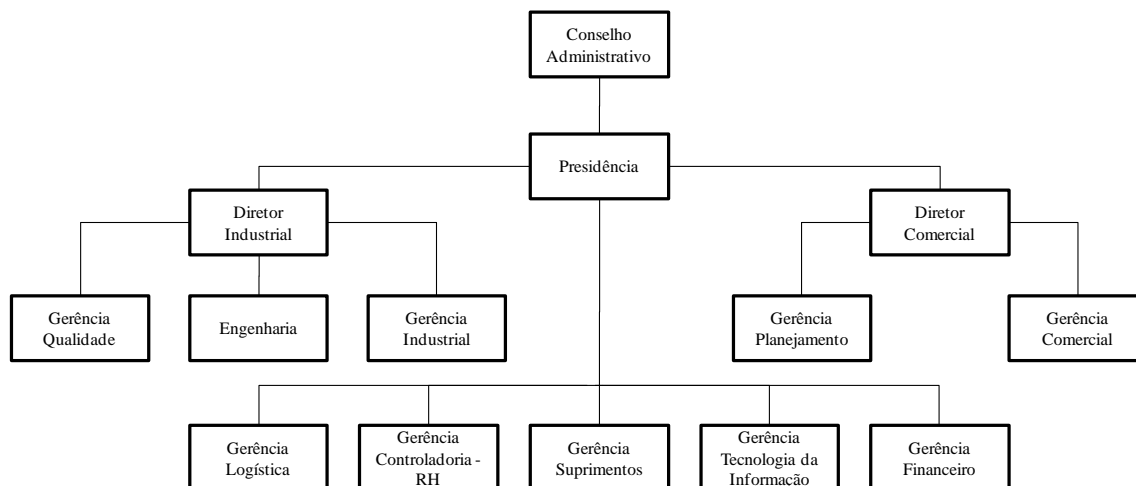 Conselho
Administrativo
Presidência
Diretor
Industrial
Diretor
Comercial
Gerência
Qualidade
Engenharia
Gerência
Industrial
Gerência
Planejamento
Gerência
Comercial
Gerência
Logística
Gerência
Controladoria -
RH
Gerência
Suprimentos
Gerência
Tecnologia da
Informação
Gerência
Financeiro